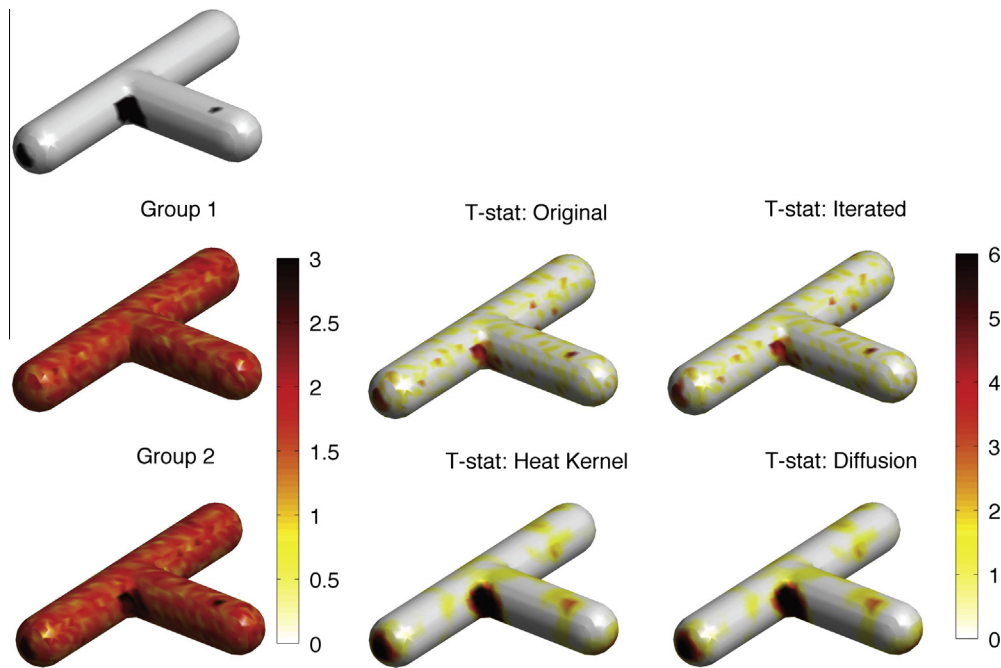 Group 1
T-stat: Original
T-stat: Iterated
3
2.5
2
1.5
1
0.5
0
6
5
4
3
2
1
0
Group 2
T-stat: Heat Kernel
T-stat: Diffusion